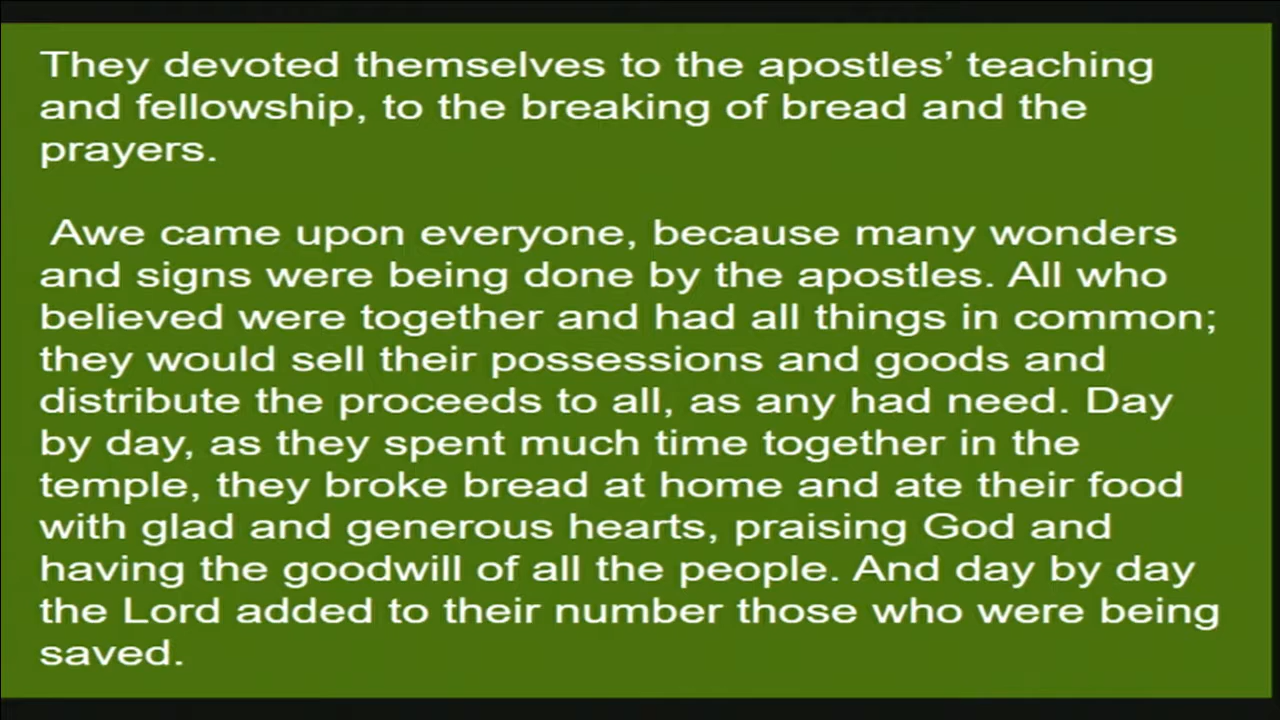 They devoted themselves to the apostles’ teaching
and fellowship, to the breaking of bread and the
prayers.
Awe came upon everyone, because many wonders
and signs were being done by the apostles. All who
believed were together and had all things in common;
they would sell their possessions and goods and
distribute the proceeds to all, as any had need. Day
by day, as they spent much time together in the
temple, they broke bread at home and ate their food
with glad and generous hearts, praising God and
having the goodwill of all the people. And day by day
the Lord added to their number those who were being
saved.